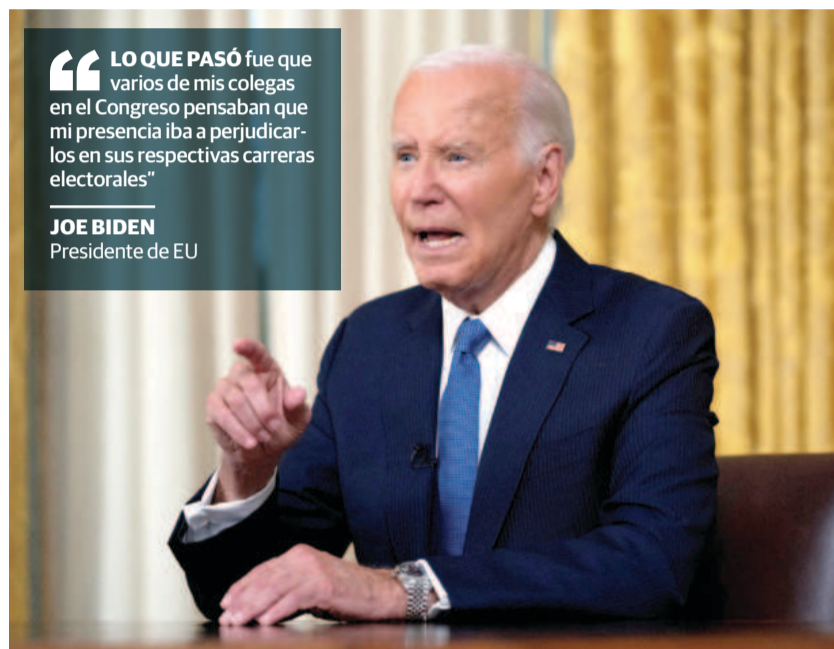 “ LO QUE PASÓ fue que
varios de mis colegas
en el Congreso pensaban que
mi presencia iba a perjudicar-
los en sus respectivas carreras
electorales”
JOE BIDEN
Presidente de EU